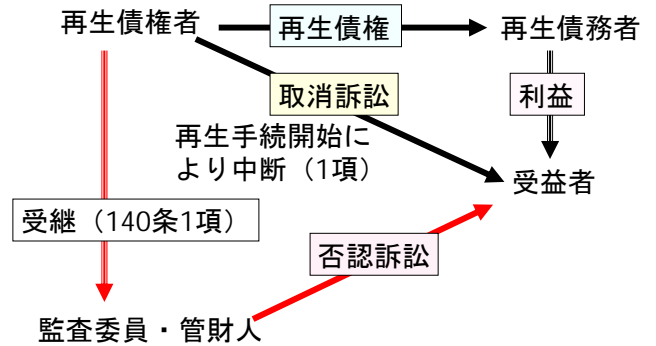 再生債権者
再生債権
再生債務者
取消訴訟
利益
再生手続開始に
より中断（1項）
受益者
受継（140条1項）
否認訴訟
監査委員・管財人